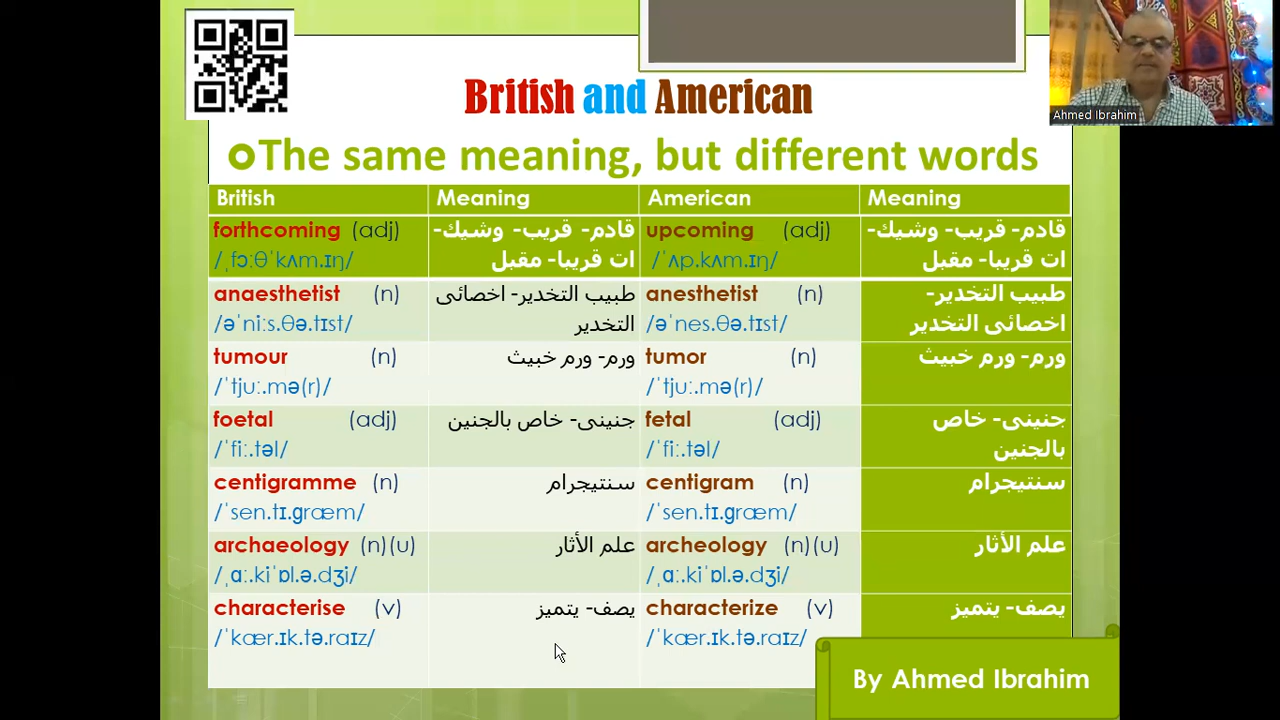 Ahmed Ibrahim
British and American
The same meaning, but different words
British Meaning American Meaning
forthcoming (adj) قادم- قريب- وشيك- upcoming (adj) قادم- قريب- وشيك-
/ˌfɔːθˈkʌm.ɪŋ/ ات قريبا- مقبل /ˈʌp.kʌm.ɪŋ/ ات قريبا- مقبل
anaesthetist (n) طبيب التخدير- اخصائى anesthetist (n) طبيب التخدير-
/əˈniːs.θə.tɪst/ التخدير /əˈnes.θə.tɪst/ اخصائى التخدير
tumour (n) ورم- ورم خبيث tumor (n) ورم- ورم خبيث
/ˈtjuː.mə(r)/ /ˈtjuː.mə(r)/
foetal (adj) جنينى- خاص بالجنين fetal (adj) جنينى- خاص
/ˈfiː.təl/ /ˈfiː.təl/ بالجنين
centigramme (n) سنتيجرام centigram (n) سنتيجرام
/ˈsen.tɪ.ɡræm/ /ˈsen.tɪ.ɡræm/
archaeology (n)(u) علم الأثار archeology (n)(u) علم الأثار
/ˌɑː.kiˈɒl.ə.dʒi/ /ˌɑː.kiˈɒl.ə.dʒi/
characterise (v) يصف- يتميز characterize (v) يصف- يتميز
/ˈkær.ɪk.tə.raɪz/ /ˈkær.ɪk.tə.raɪz/
By Ahmed Ibrahim